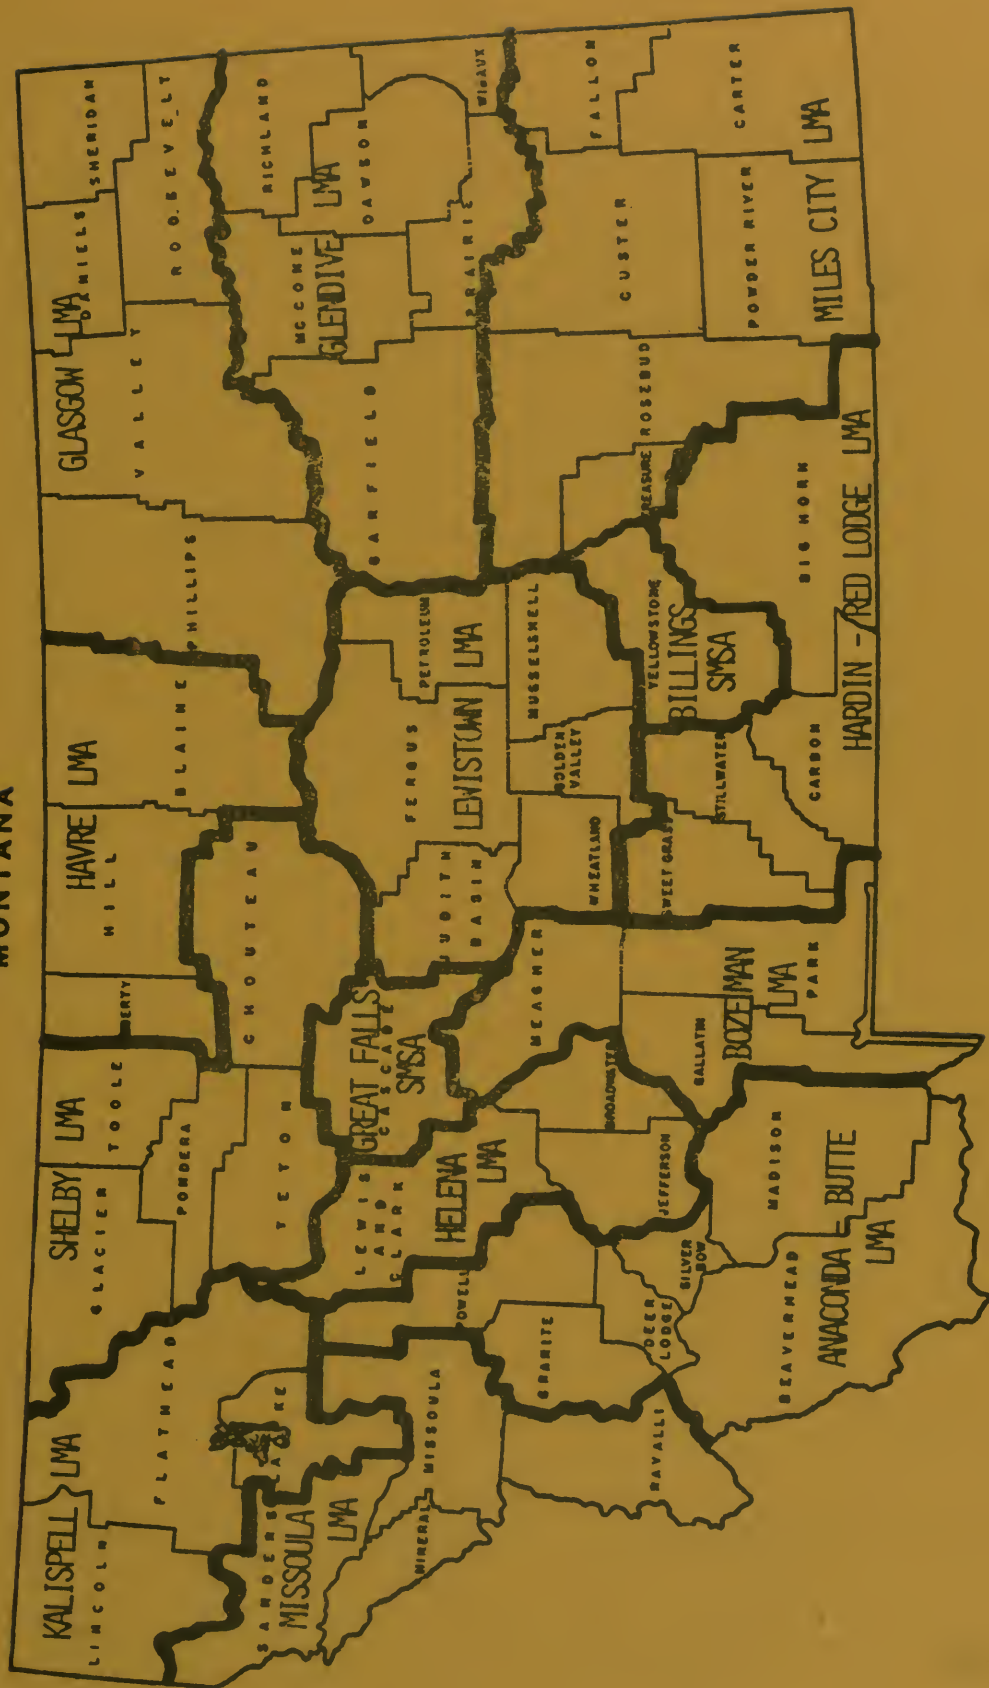 MONTANA
KALISPELL LMA
LINCOLN
FLATHEAD
LAKE
SANDERS
MISSOULA
LMA
MINERAL
MISSOULA
RAVALLI
GRANITE
POWELL
DEER
LODGE
SILVER
BOW
BEAVERHEAD
ANACONDA - BUTTE
LMA
MADISON
JEFFERSON
SHELBY LMA
GLACIER
TOOLE
PONDERA
TETON
LEWIS
AND
CLARK
HELENA
LMA
BROADWATER
GREAT FALLS
CASCADE
SMSA
MEAGHER
GALLATIN
BOZEMAN
LMA
PARK
HAVRE LMA
HILL
ERTY
BLAINE
CHOUTEAU
JUDITH
BASIN
FERGUS
PETROLEUM
LEWISTOWN LMA
WHEATLAND
GOLDEN
VALLEY
MUSSELSHELL
SWEET GRASS
STILLWATER
CARBON
YELLOWSTONE
BILLINGS
SMSA
BIG HORN
HARDIN - RED LODGE LMA
GLASGOW LMA
PHILLIPS
VALLEY
DANIELS
SHERIDAN
ROOSEVELT
GARFIELD
MC CONE
RICHLAND
GLENDIVE LMA
DAWSON
PRAIRIE
WIBAUX
TREASURE
ROSEBUD
CUSTER
FALLON
POWDER RIVER
CARTER
MILES CITY LMA